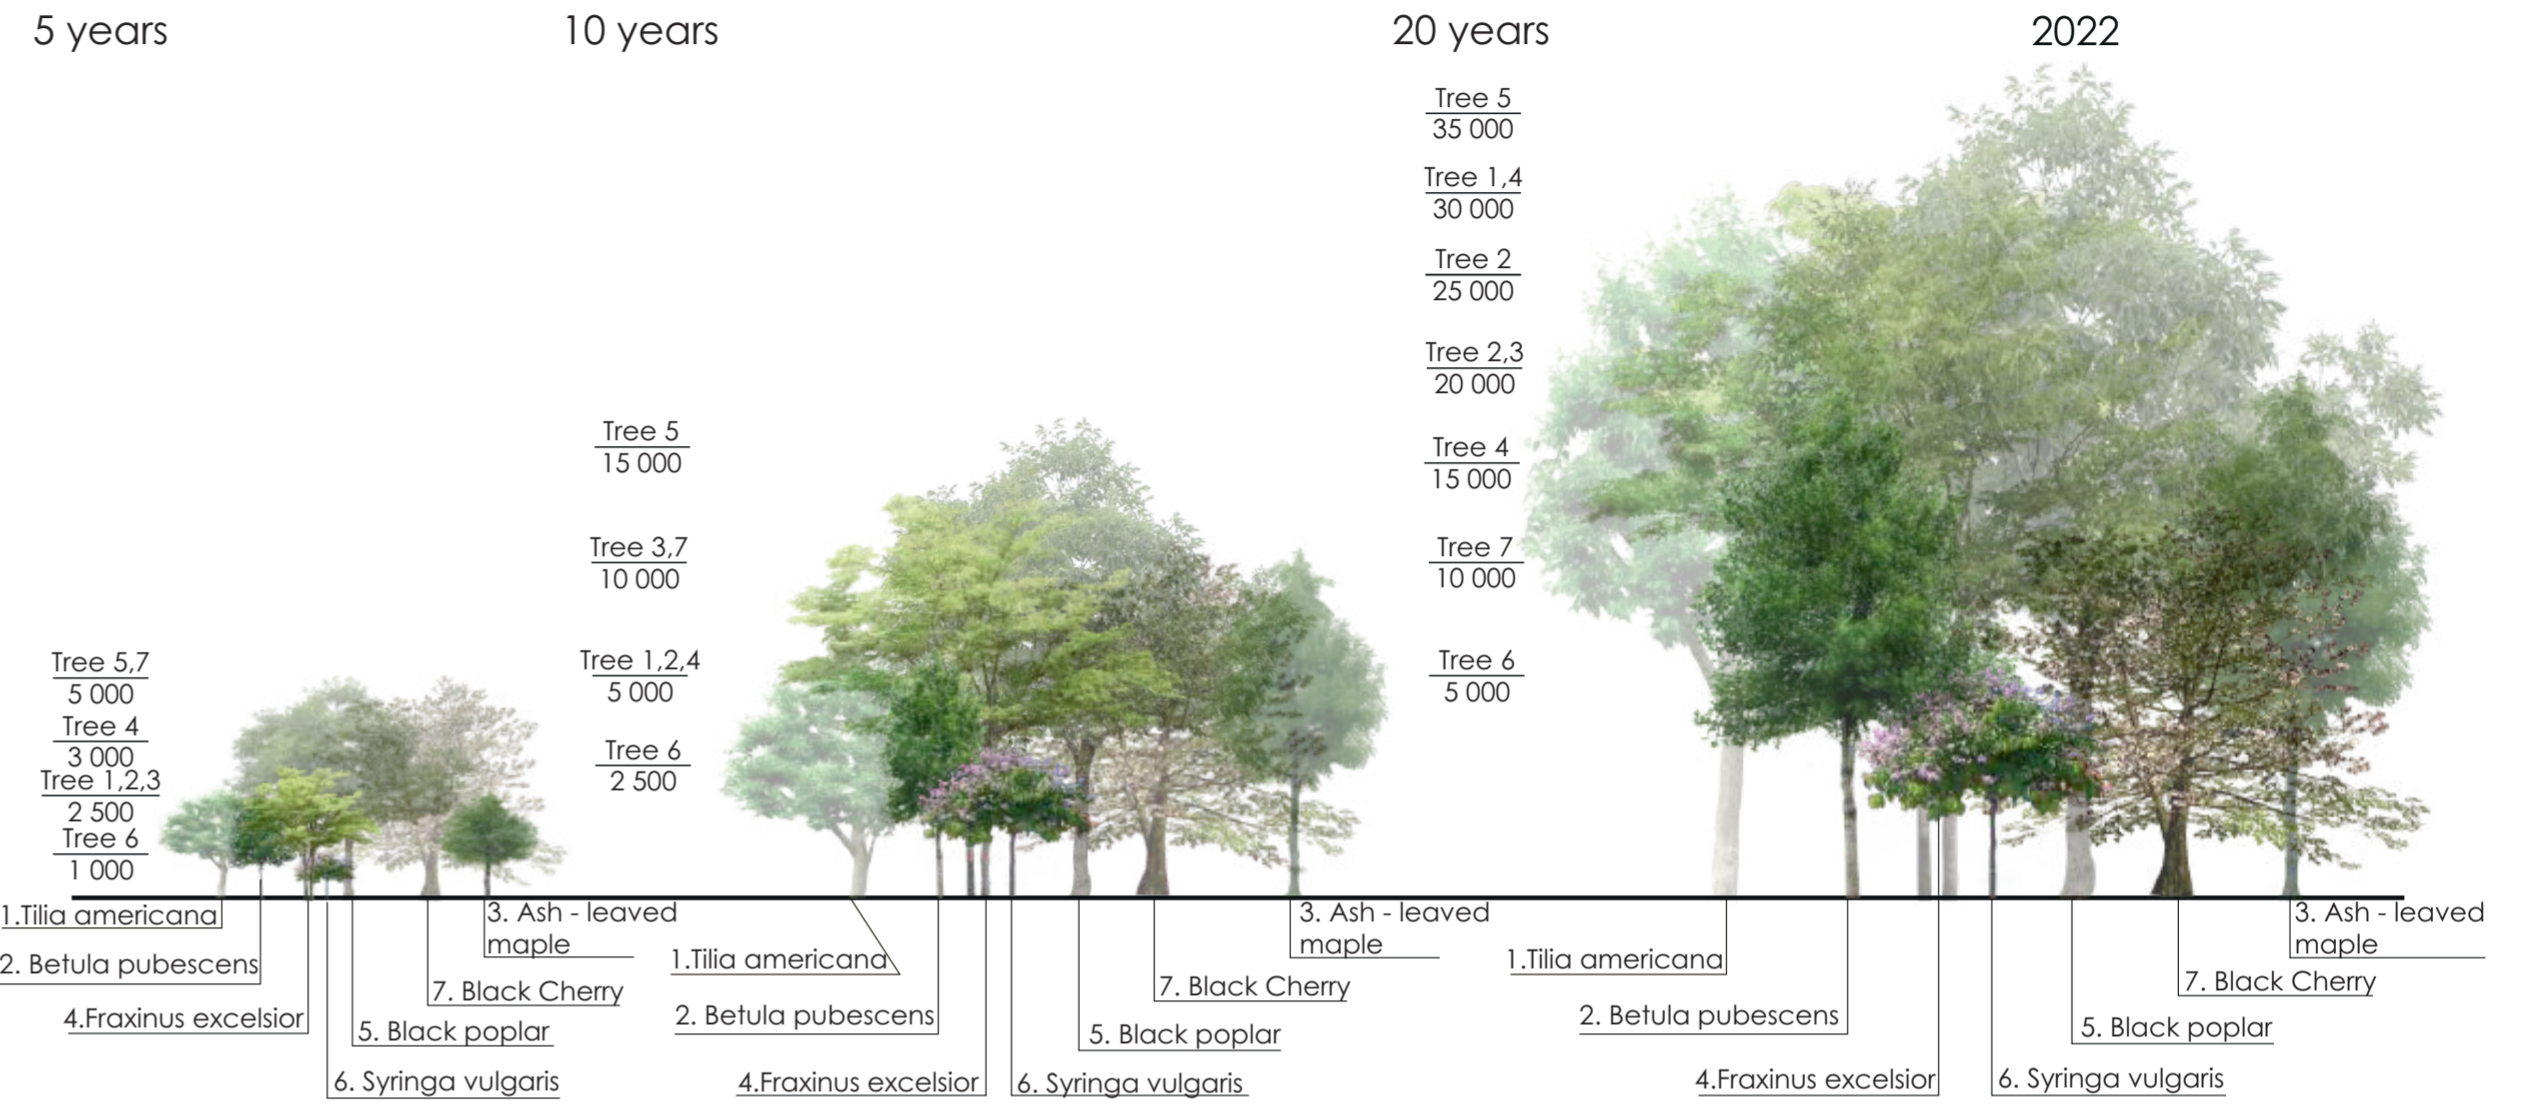 5 years
10 years
20 years
2022
Tree 5,7
5 000
Tree 4
3 000
Tree 1,2,3
2 500
Tree 6
1 000
1.Tilia americana
2. Betula pubescens
4.Fraxinus excelsior
3. Ash - leaved
maple
7. Black Cherry
5. Black poplar
6. Syringa vulgaris
Tree 5
15 000
Tree 3,7
10 000
Tree 1,2,4
5 000
Tree 6
2 500
1.Tilia americana
2. Betula pubescens
4.Fraxinus excelsior
3. Ash - leaved
maple
7. Black Cherry
5. Black poplar
6. Syringa vulgaris
Tree 5
35 000
Tree 1,4
30 000
Tree 2
25 000
Tree 2,3
20 000
Tree 4
15 000
Tree 7
10 000
Tree 6
5 000
1.Tilia americana
2. Betula pubescens
4.Fraxinus excelsior
3. Ash - leaved
maple
7. Black Cherry
5. Black poplar
6. Syringa vulgaris